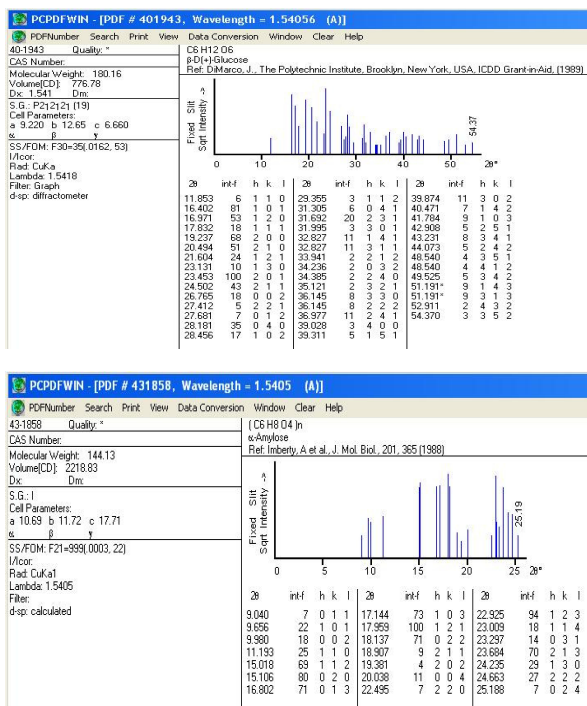 PCPDFWIN - [PDF # 401943, Wavelength = 1.54056 (A)]
PDFNumber Search Print View Data Conversion Window Clear Help
40-1943 Quality: *
CAS Number:
Molecular Weight: 180.16
Volume[CD]: 776.78
Dx: 1.541 Dm:
S.G.: P212121 (19)
Cell Parameters:
a 9.220 b 12.65 c 6.660
α β γ
SS/FOM: F30=35(.0162, 53)
I/Icor:
Rad: CuKa
Lambda: 1.5418
Filter: Graph
d-sp: diffractometer
C6 H12 O6
β-D(+)-Glucose
Ref: DiMarco, J., The Polytechnic Institute, Brooklyn, New York, USA, ICDD Grant-in-Aid, (1989)
Fixed Slit
Sqrt Intensity ->
54.37
0 10 20 30 40 50 2θ°
2θ int-f h k l 2θ int-f h k l 2θ int-f h k l
11.853 6 1 1 0 29.355 3 1 1 2 39.874 11 3 0 2
16.402 81 1 0 1 31.305 6 0 4 1 40.471 7 1 4 2
16.971 53 1 2 0 31.692 20 2 3 1 41.784 9 1 0 3
17.832 18 1 1 1 31.995 3 3 0 1 42.908 5 2 5 1
19.237 68 2 0 0 32.827 11 1 4 1 43.231 8 3 4 1
20.494 51 2 1 0 32.827 11 3 1 1 44.073 5 2 4 2
21.604 24 1 2 1 33.941 2 2 1 2 48.540 4 3 5 1
23.131 10 1 3 0 34.236 2 0 3 2 48.540 4 4 1 2
23.453 100 2 0 1 34.385 2 2 4 0 49.525 5 3 4 2
24.502 43 2 1 1 35.121 2 3 2 1 51.191* 9 1 4 3
26.765 18 0 0 2 36.145 8 3 3 0 51.191* 9 3 1 3
27.412 5 2 2 1 36.145 8 2 2 2 52.911 2 4 3 2
27.681 7 0 1 2 36.977 11 2 4 1 54.370 3 3 5 2
28.181 35 0 4 0 39.028 3 4 0 0
28.456 17 1 0 2 39.311 5 1 5 1
PCPDFWIN - [PDF # 431858, Wavelength = 1.5405 (A)]
PDFNumber Search Print View Data Conversion Window Clear Help
43-1858 Quality: *
CAS Number:
Molecular Weight: 144.13
Volume[CD]: 2218.83
Dx: Dm:
S.G.: I
Cell Parameters:
a 10.69 b 11.72 c 17.71
α β γ
SS/FOM: F21=999(.0003, 22)
I/Icor:
Rad: CuKa1
Lambda: 1.5405
Filter:
d-sp: calculated
( C6 H8 O4 )n
α-Amylose
Ref: Imberty, A et al., J. Mol. Biol., 201, 365 (1988)
Fixed Slit
Sqrt Intensity ->
25.19
0 5 10 15 20 25 2θ°
2θ int-f h k l 2θ int-f h k l 2θ int-f h k l
9.040 7 0 1 1 17.144 73 1 0 3 22.925 94 1 2 3
9.656 22 1 0 1 17.959 100 1 2 1 23.009 18 1 1 4
9.980 18 0 0 2 18.137 71 0 2 2 23.297 14 0 3 1
11.193 25 1 1 0 18.907 9 2 1 1 23.684 70 2 1 3
15.018 69 1 1 2 19.381 4 2 0 2 24.235 29 1 3 0
15.106 80 0 2 0 20.038 11 0 0 4 24.663 27 2 2 2
16.802 71 0 1 3 22.495 7 2 2 0 25.188 7 0 2 4